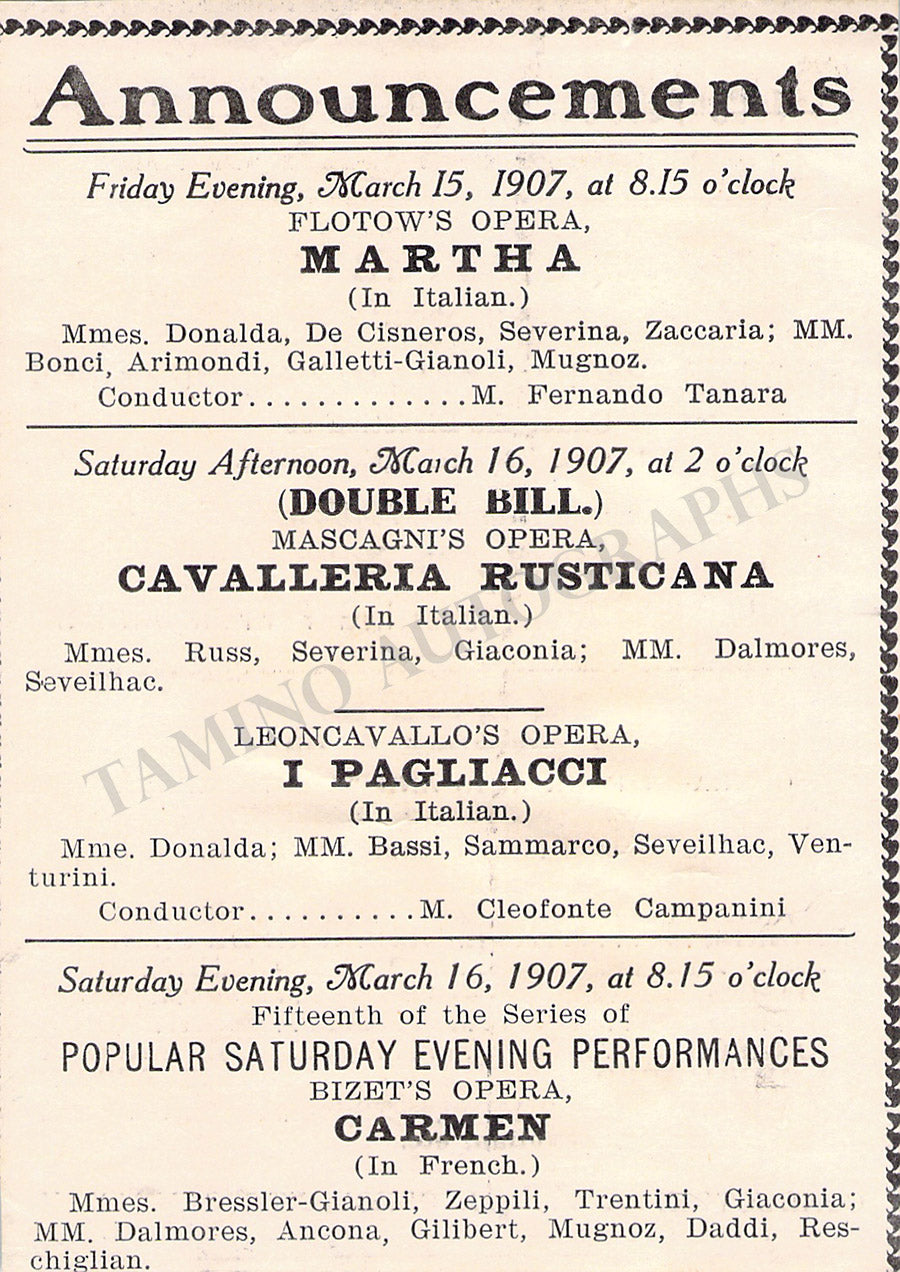 Announcements
Friday Evening, March 15, 1907, at 8.15 o'clock
FLOTOW'S OPERA,
MARTHA
(In Italian.)
Mmes. Donalda, De Cisneros, Severina, Zaccaria; MM.
Bonci, Arimondi, Galletti-Gianoli, Mugnoz.
Conductor.............M. Fernando Tanara
Saturday Afternoon, March 16, 1907, at 2 o'clock
(DOUBLE BILL.)
MASCAGNI'S OPERA,
CAVALLERIA RUSTICANA
(In Italian.)
Mmes. Russ, Severina, Giaconia; MM. Dalmores,
Seveilhac.
LEONCAVALLO'S OPERA,
I PAGLIACCI
(In Italian.)
Mme. Donalda; MM. Bassi, Sammarco, Seveilhac, Ven-
turini.
Conductor..........M. Cleofonte Campanini
Saturday Evening, March 16, 1907, at 8.15 o'clock
Fifteenth of the Series of
POPULAR SATURDAY EVENING PERFORMANCES
BIZET'S OPERA,
CARMEN
(In French.)
Mmes. Bressler-Gianoli, Zeppili, Trentini, Giaconia;
MM. Dalmores, Ancona, Gilibert, Mugnoz, Daddi, Res-
chiglian.
TAMINO AUTOGRAPHS